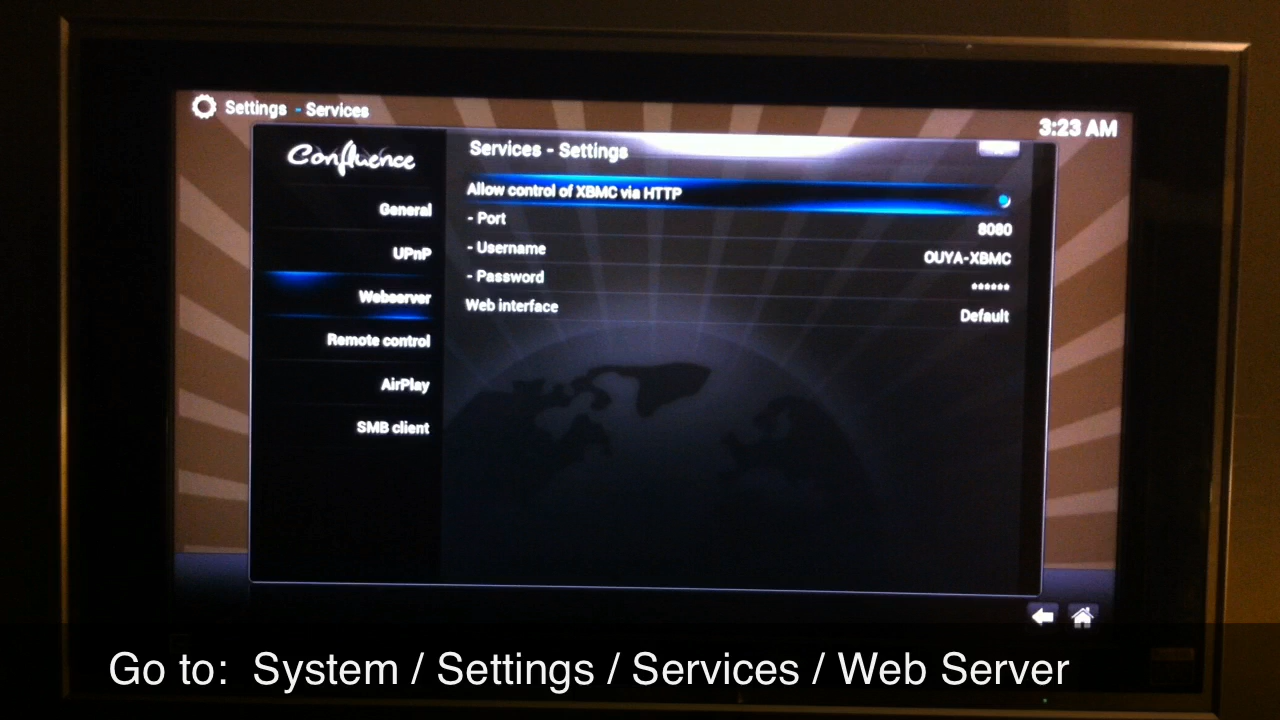 Settings - Services
3:23 AM
Confluence
Services - Settings
General
UPnP
Webserver
Remote control
AirPlay
SMB client
Allow control of XBMC via HTTP
- Port 8080
- Username OUYA-XBMC
- Password ******
Web interface Default
Go to: System / Settings / Services / Web Server